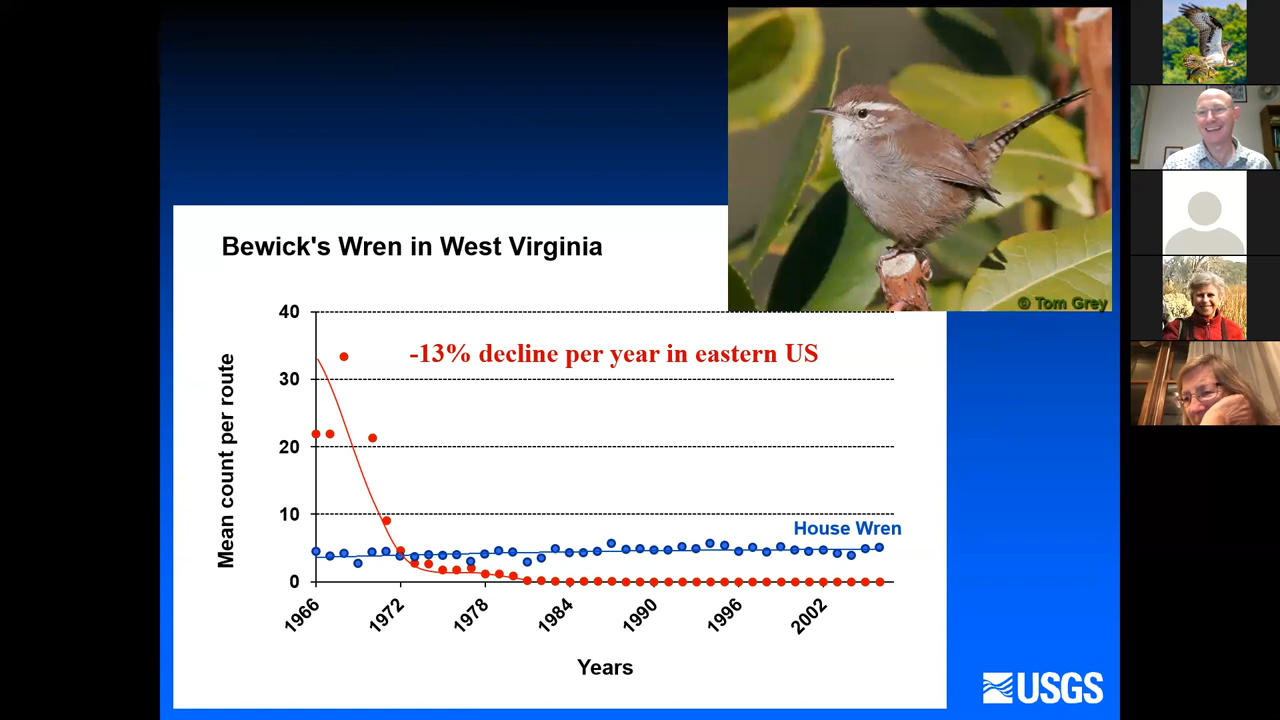 © Tom Grey
Bewick's Wren in West Virginia
-13% decline per year in eastern US
Mean count per route
40
30
20
10
0
House Wren
1966
1972
1978
1984
1990
1996
2002
Years
USGS